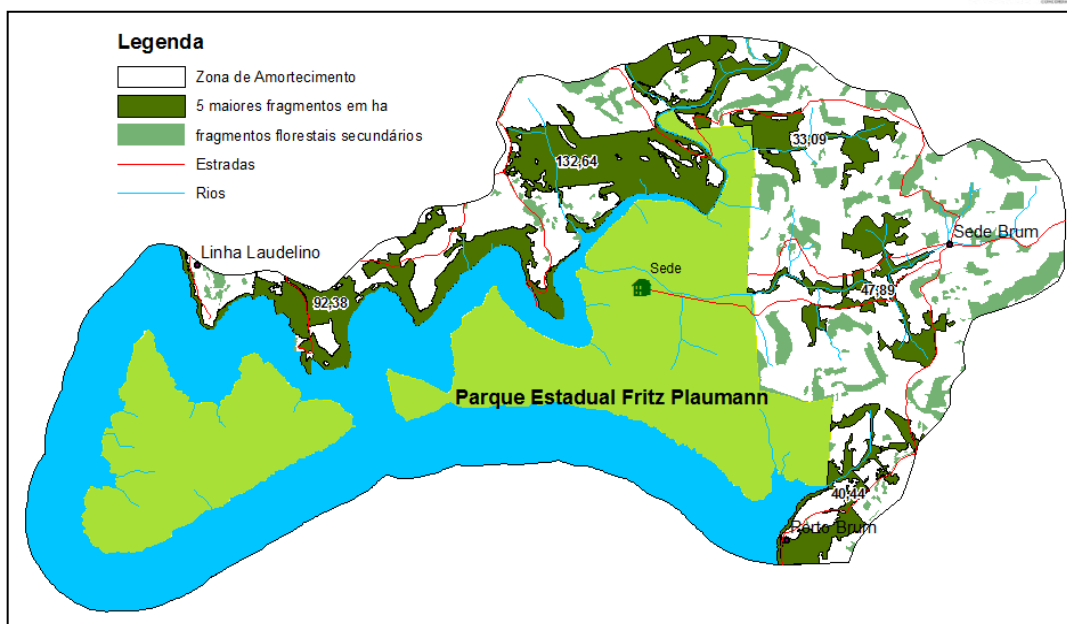 Legenda
Zona de Amortecimento
5 maiores fragmentos em ha
fragmentos florestais secundários
Estradas
Rios
33,09
132,64
Sede Brum
Linha Laudelino
Sede
47,89
92,38
Parque Estadual Fritz Plaumann
40,44
Porto Brum